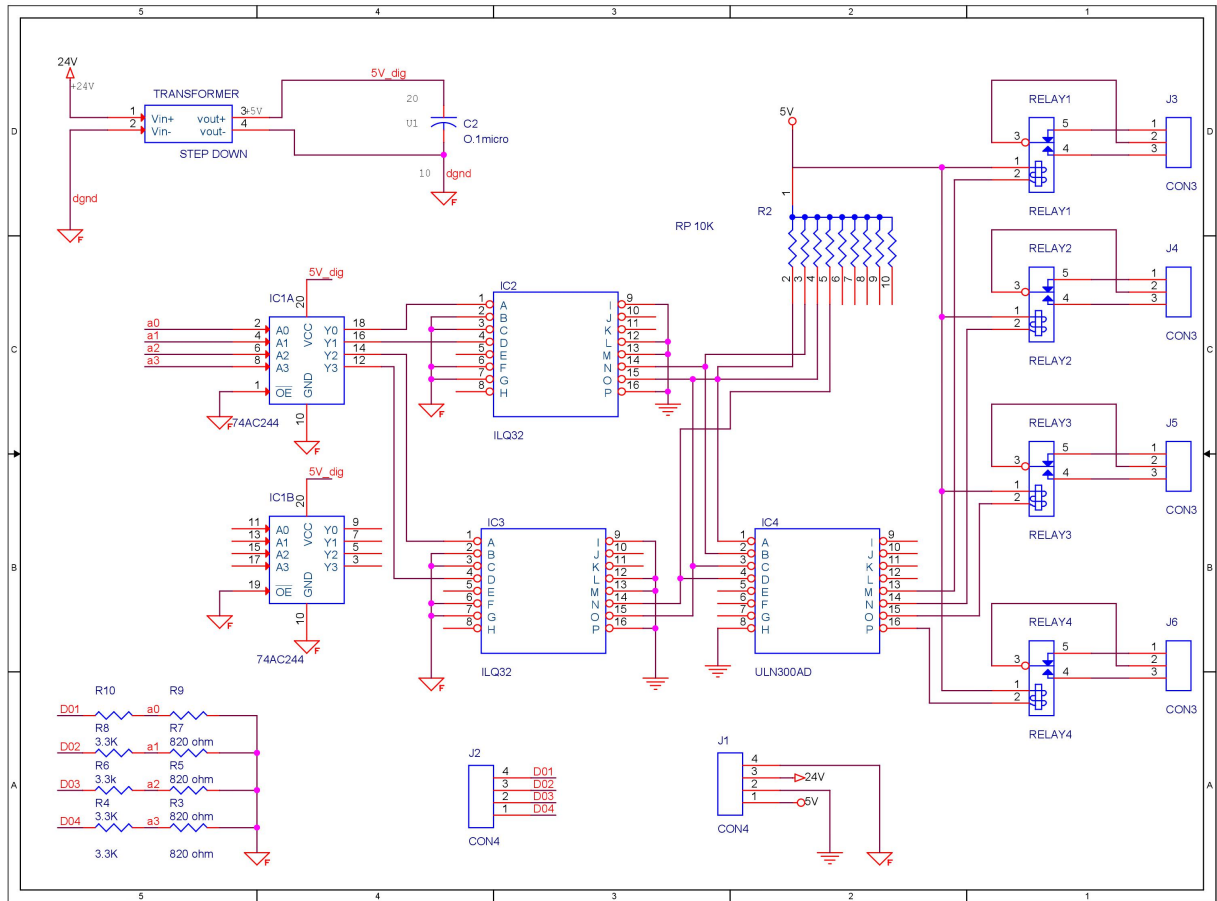 5 4 3 2 1
D
C
B
A
24V
+24V
TRANSFORMER
1 Vin+ vout+ 3 +5V
2 Vin- vout- 4
STEP DOWN
dgnd
F
5V_dig
20
U1
C2
0.1micro
10
dgnd
F
5V
1
R2
RP 10K
2 3 4 5 6 7 8 9 10
RELAY1
3 5
4
1
2
RELAY1
J3
1
2
3
CON3
RELAY2
3 5
4
1
2
RELAY2
J4
1
2
3
CON3
RELAY3
3 5
4
1
2
RELAY3
J5
1
2
3
CON3
RELAY4
3 5
4
1
2
RELAY4
J6
1
2
3
CON3
5V_dig
IC1A
20
VCC
a0 2 A0 Y0 18
a1 4 A1 Y1 16
a2 6 A2 Y2 14
a3 8 A3 Y3 12
1 OE GND
10
F
74AC244
F
5V_dig
IC1B
20
VCC
11 A0 Y0 9
13 A1 Y1 7
15 A2 Y2 5
17 A3 Y3 3
19 OE GND
10
F
74AC244
F
IC2
1 A I 9
2 B J 10
3 C K 11
4 D L 12
5 E M 13
6 F N 14
7 G O 15
8 H P 16
F
ILQ32
IC3
1 A I 9
2 B J 10
3 C K 11
4 D L 12
5 E M 13
6 F N 14
7 G O 15
8 H P 16
F
ILQ32
IC4
1 A I 9
2 B J 10
3 C K 11
4 D L 12
5 E M 13
6 F N 14
7 G O 15
8 H P 16
ULN300AD
R10 R9
D01 a0
R8 R7
3.3K 820 ohm
D02 a1
R6 R5
3.3k 820 ohm
D03 a2
R4 R3
3.3K 820 ohm
D04 a3
3.3K 820 ohm
F
J2
4 D01
3 D02
2 D03
1 D04
CON4
J1
4
3 24V
2
1 5V
CON4
F
5 4 3 2 1
D
C
B
A